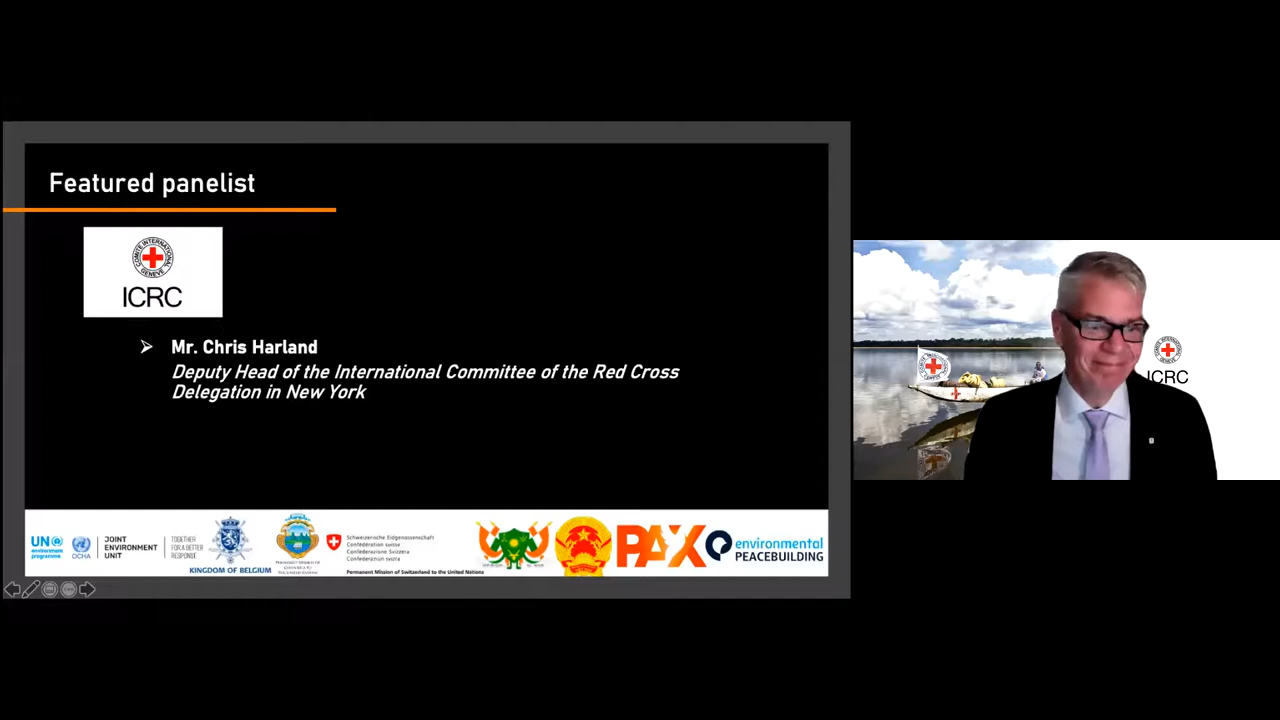 Featured panelist
COMITE INTERNATIONAL
GENEVE
ICRC
➢ Mr. Chris Harland
Deputy Head of the International Committee of the Red Cross
Delegation in New York
UN
environment
programme
OCHA
JOINT
ENVIRONMENT
UNIT
TOGETHER
FOR A BETTER
RESPONSE
KINGDOM OF BELGIUM
Schweizerische Eidgenossenschaft
Confédération suisse
Confederazione Svizzera
Confederaziun svizra
Permanent Mission of Switzerland to the United Nations
PAX
environmental
PEACEBUILDING
ICRC